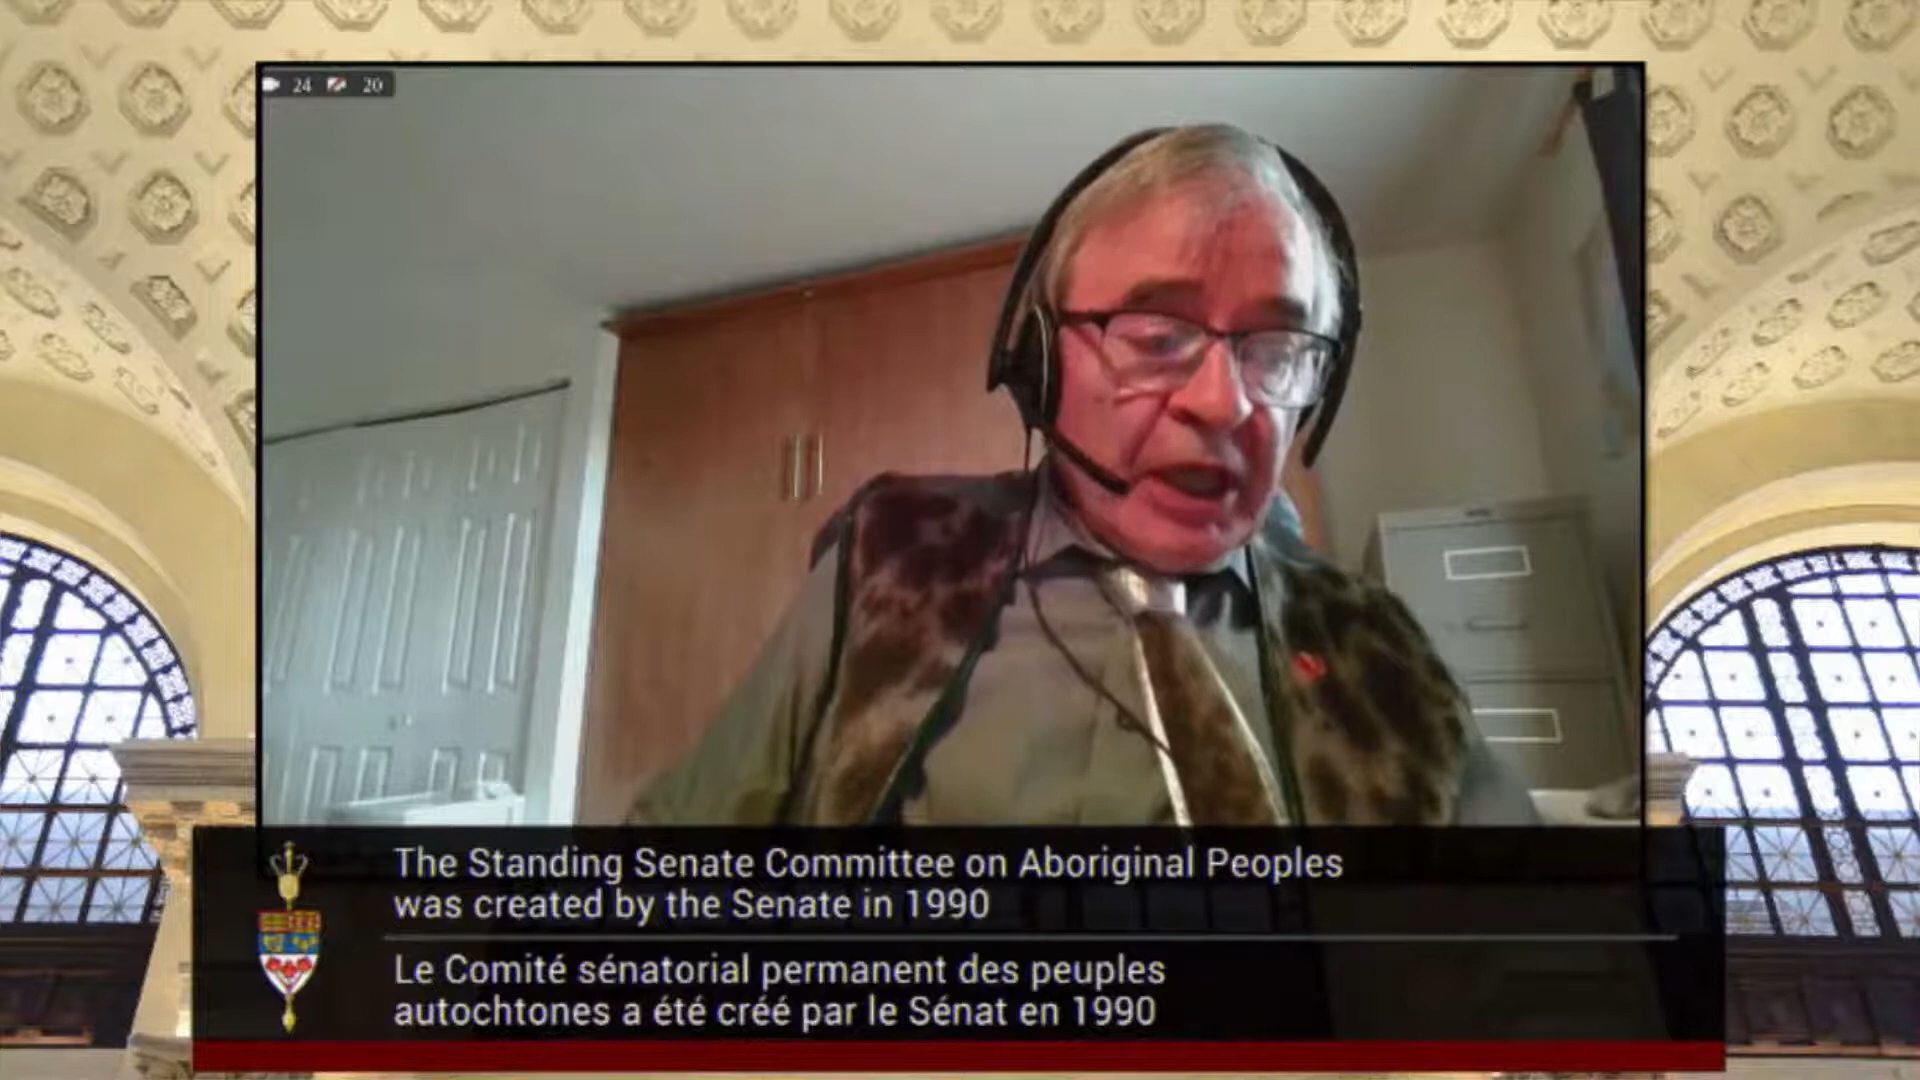 24 20
The Standing Senate Committee on Aboriginal Peoples
was created by the Senate in 1990
Le Comité sénatorial permanent des peuples
autochtones a été créé par le Sénat en 1990